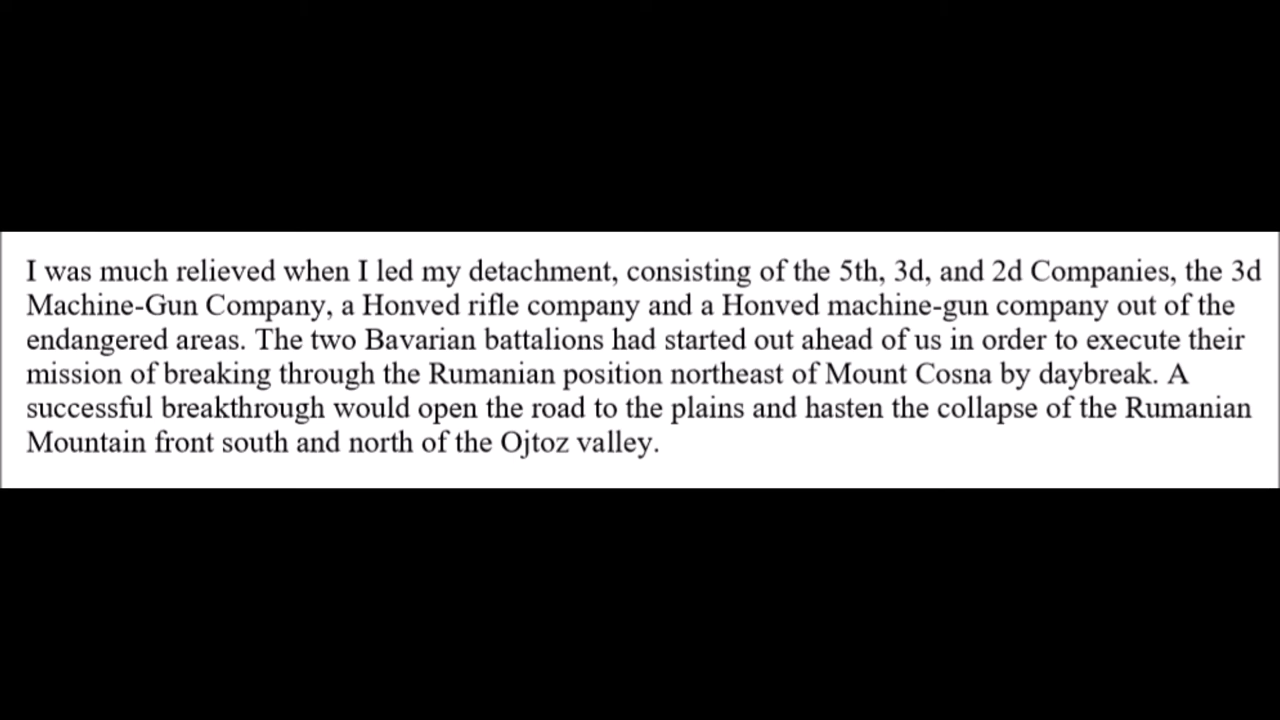 I was much relieved when I led my detachment, consisting of the 5th, 3d, and 2d Companies, the 3d
Machine-Gun Company, a Honved rifle company and a Honved machine-gun company out of the
endangered areas. The two Bavarian battalions had started out ahead of us in order to execute their
mission of breaking through the Rumanian position northeast of Mount Cosna by daybreak. A
successful breakthrough would open the road to the plains and hasten the collapse of the Rumanian
Mountain front south and north of the Ojtoz valley.